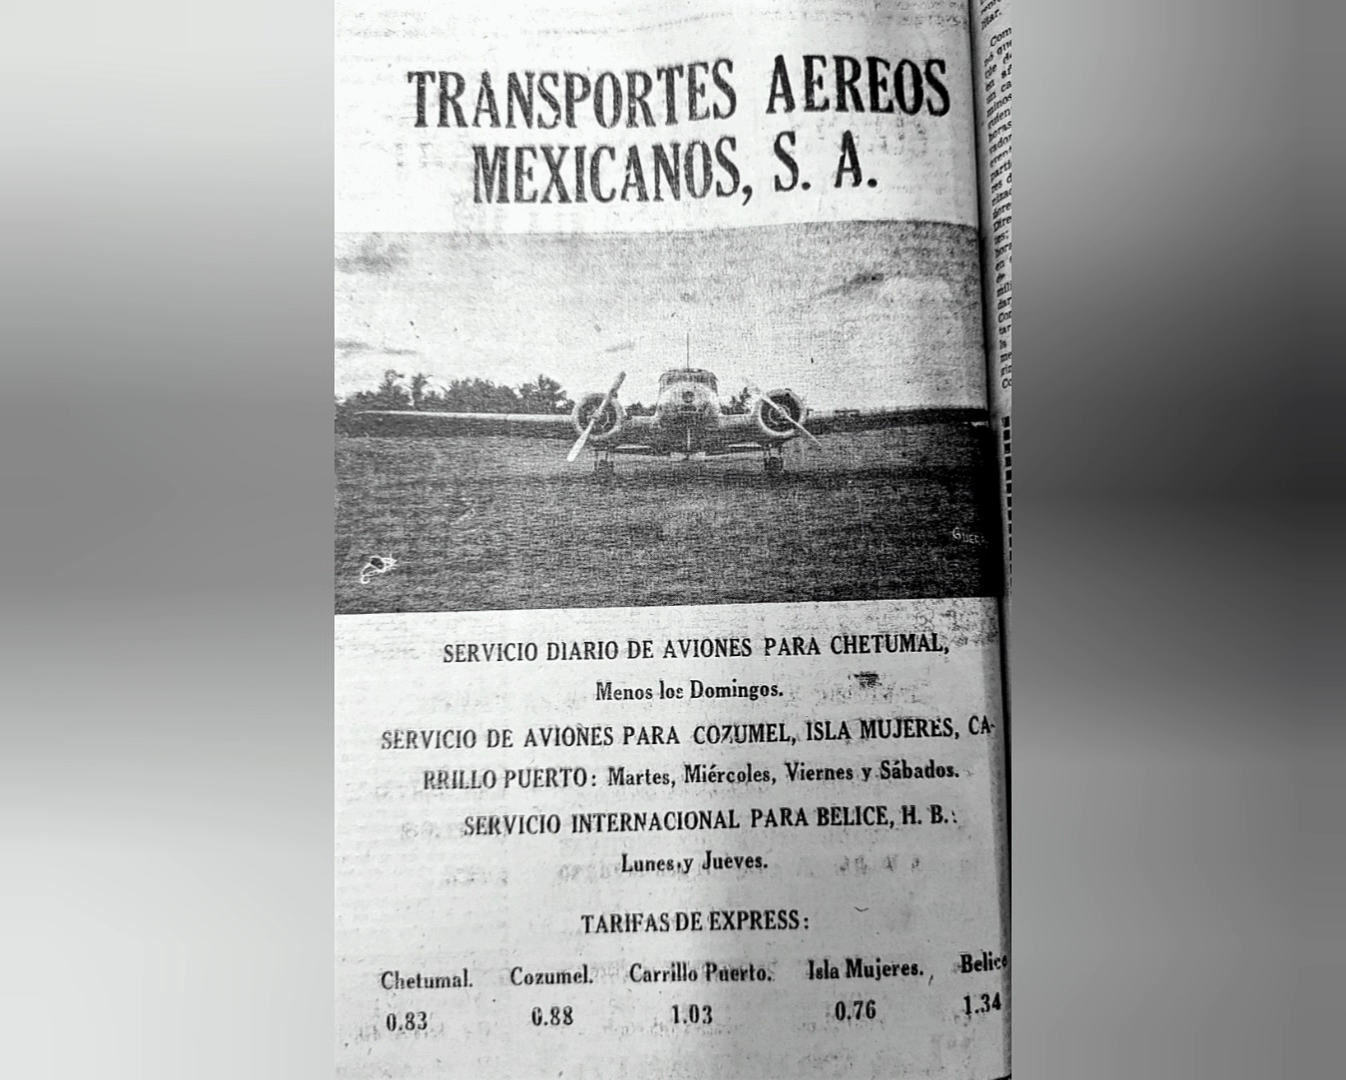 TRANSPORTES AEREOS
MEXICANOS, S. A.
SERVICIO DIARIO DE AVIONES PARA CHETUMAL,
Menos los Domingos.
SERVICIO DE AVIONES PARA COZUMEL, ISLA MUJERES, CA-
RRILLO PUERTO: Martes, Miércoles, Viernes y Sábados.
SERVICIO INTERNACIONAL PARA BELICE, H. B.:
Lunes y Jueves.
TARIFAS DE EXPRESS:
Chetumal. Cozumel. Carrillo Puerto. Isla Mujeres. Belice
0.83 0.88 1.03 0.76 1.34